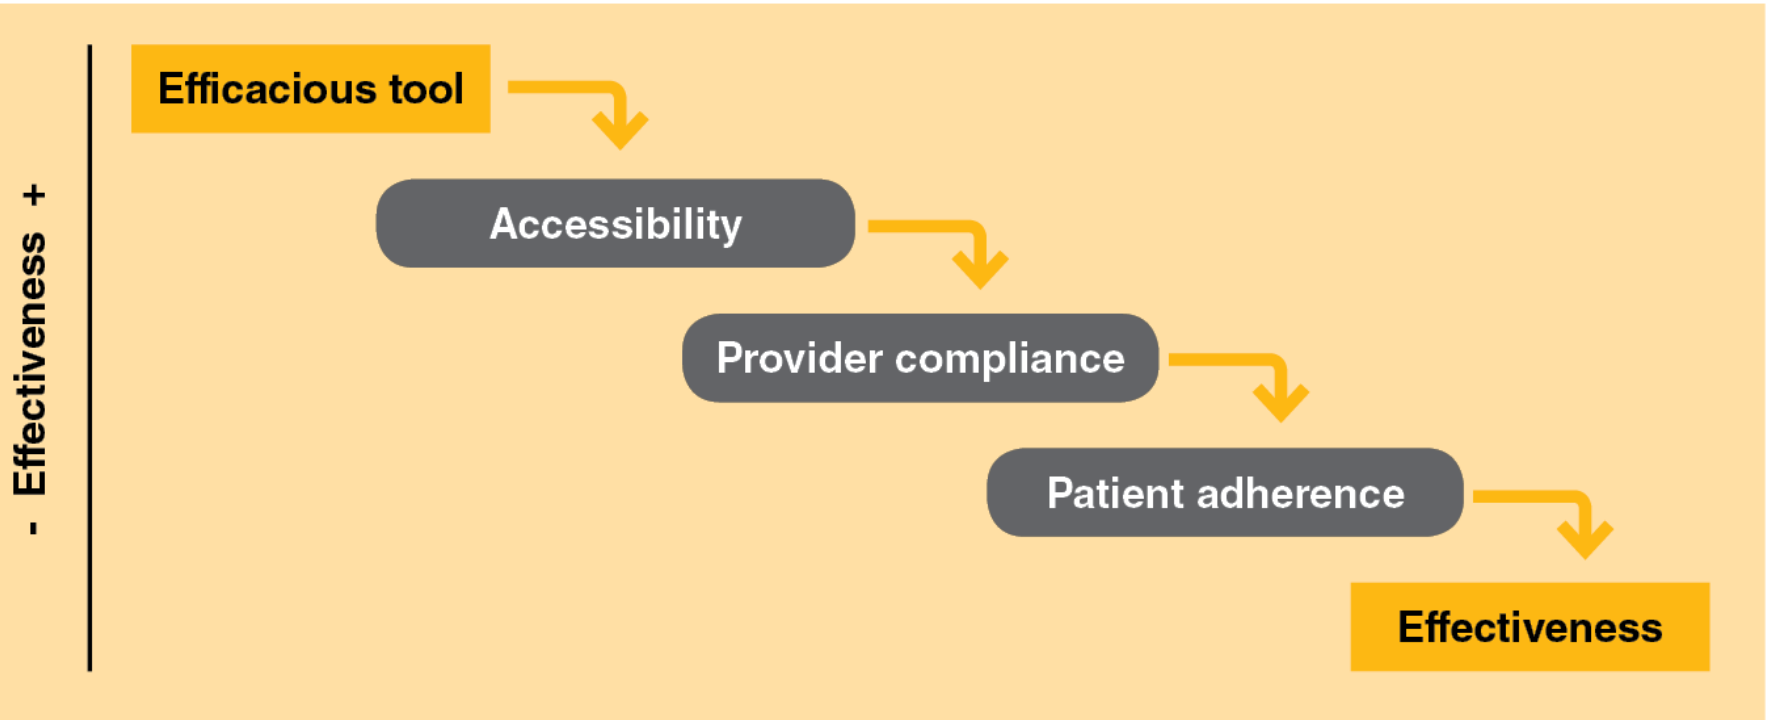 Efficacious tool
Accessibility
Provider compliance
Patient adherence
Effectiveness
- Effectiveness +